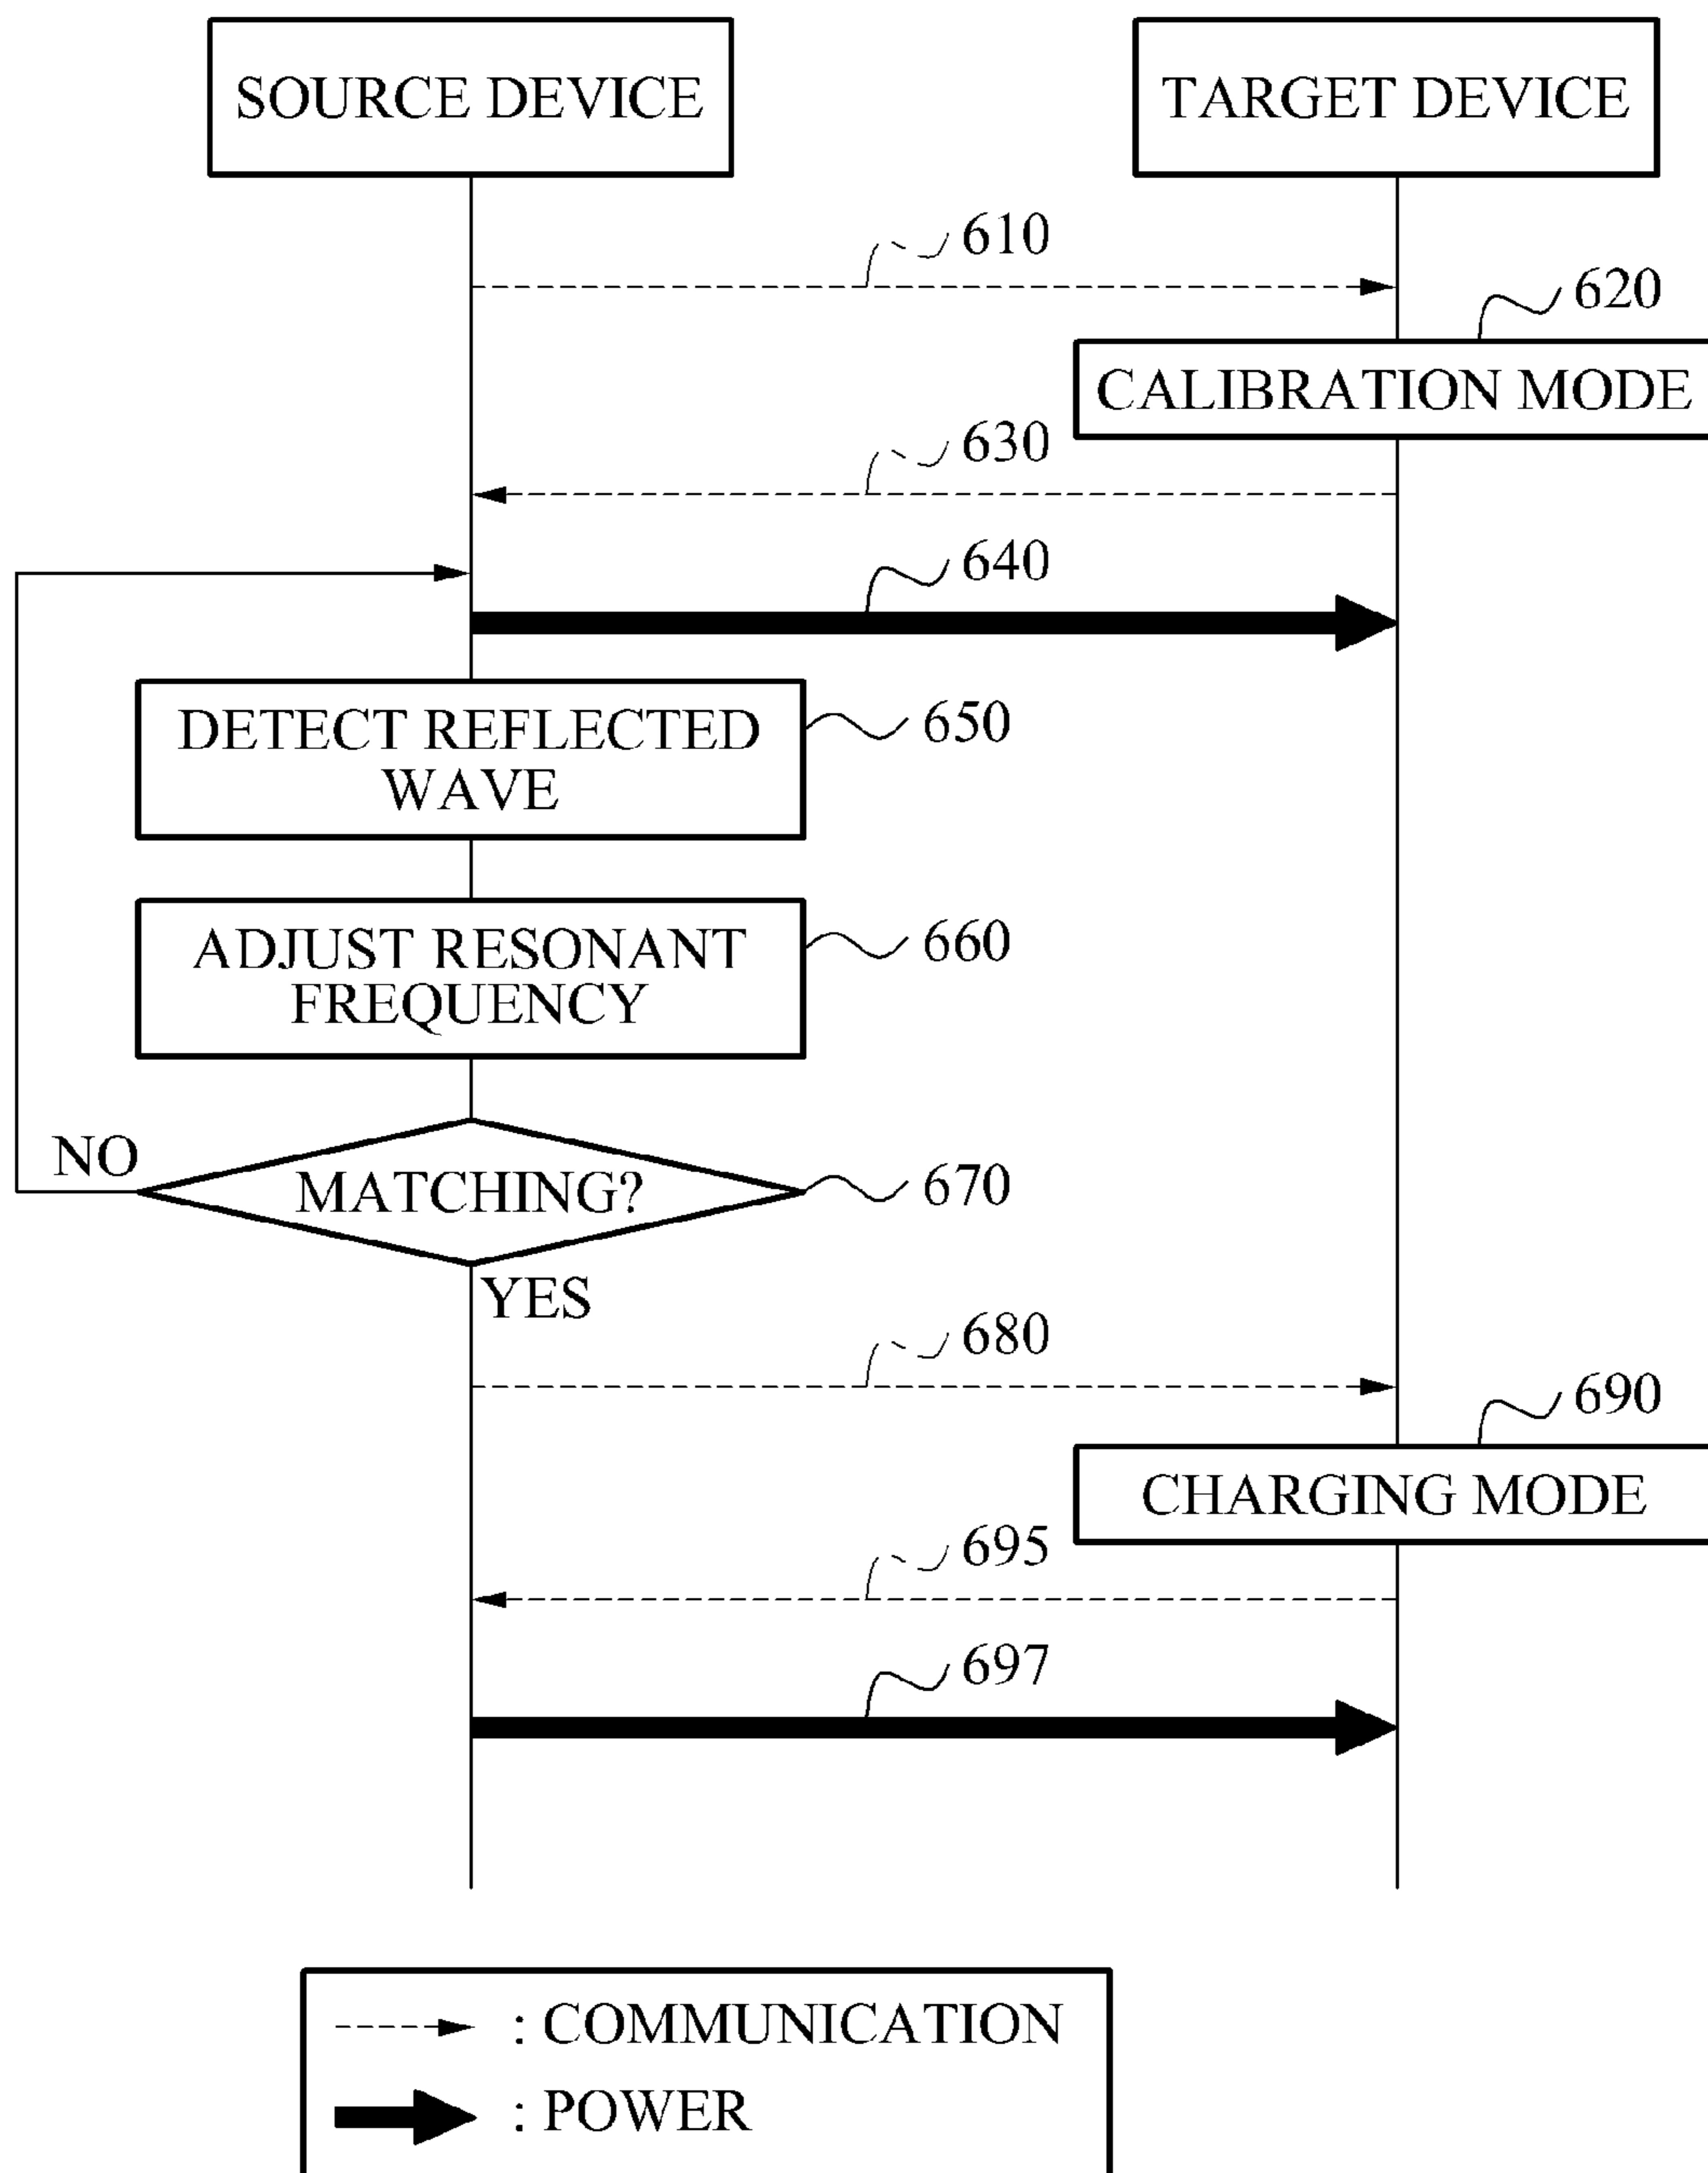 SOURCE DEVICE
TARGET DEVICE
610
620
CALIBRATION MODE
630
640
DETECT REFLECTED
WAVE
650
ADJUST RESONANT
FREQUENCY
660
NO
MATCHING?
670
YES
680
690
CHARGING MODE
695
697
: COMMUNICATION
: POWER